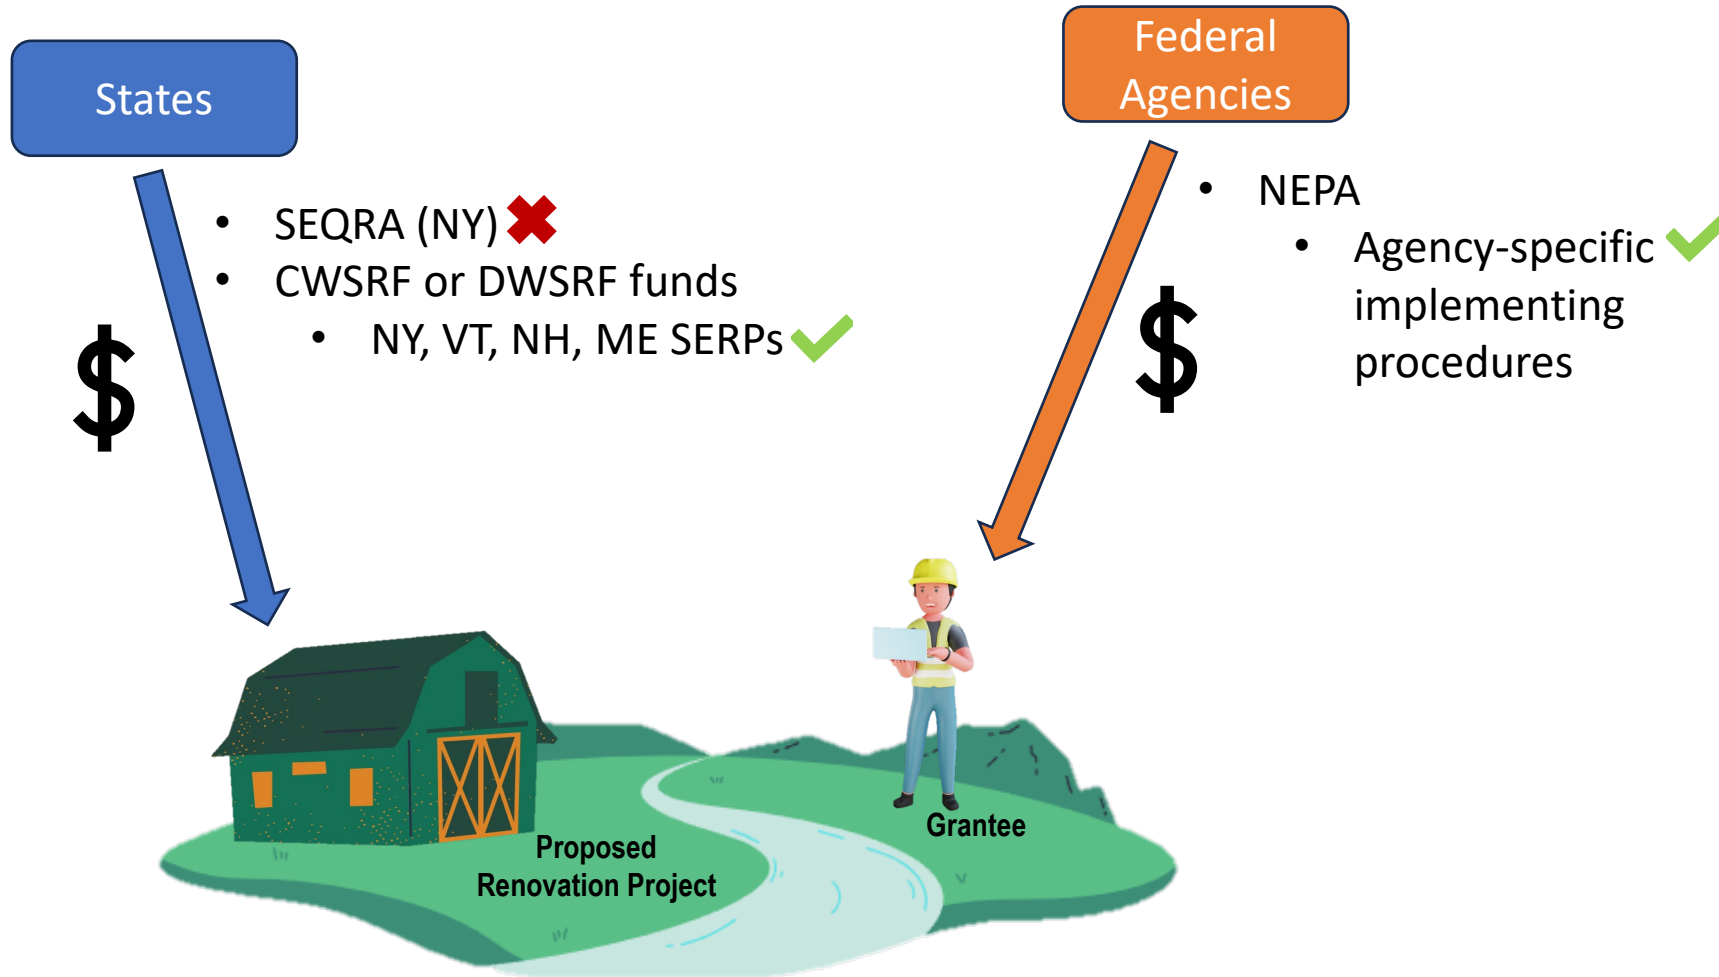 States
Federal
Agencies
• SEQRA (NY)
• CWSRF or DWSRF funds
• NY, VT, NH, ME SERPs
$
• NEPA
• Agency-specific
implementing
procedures
$
Grantee
Proposed
Renovation Project